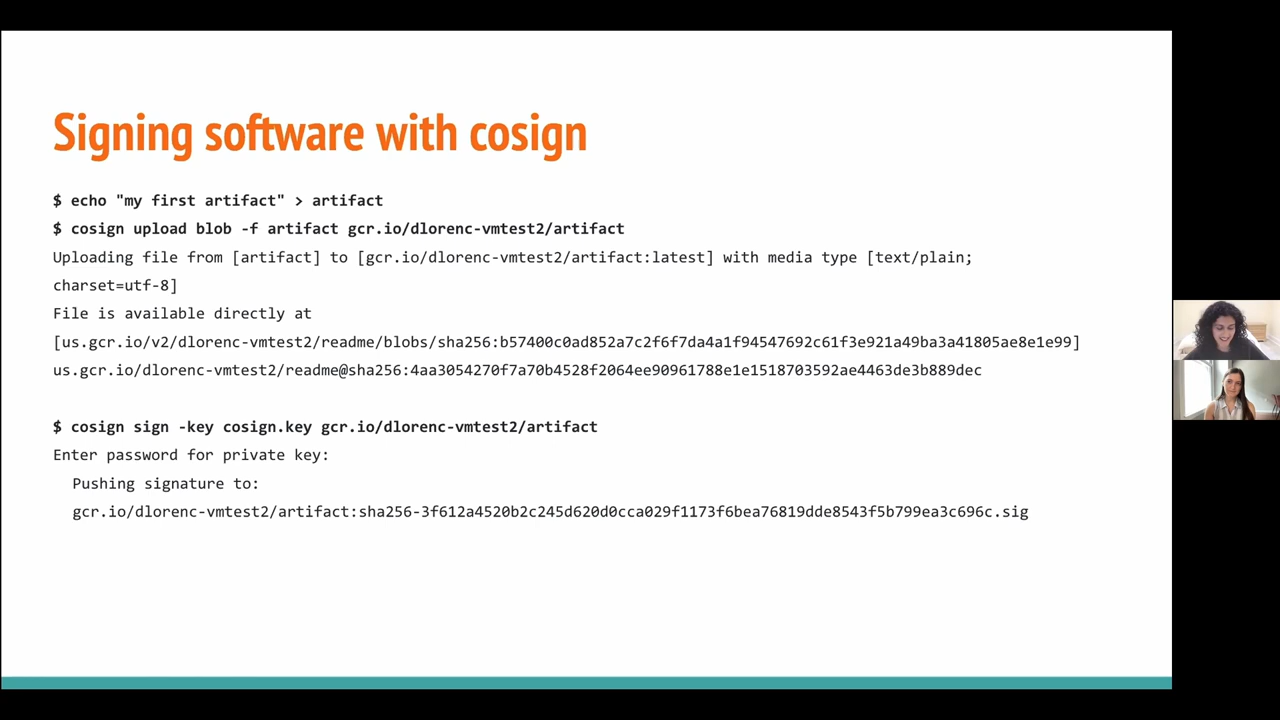 Signing software with cosign
$ echo "my first artifact" > artifact
$ cosign upload blob -f artifact gcr.io/dlorenc-vmtest2/artifact
Uploading file from [artifact] to [gcr.io/dlorenc-vmtest2/artifact:latest] with media type [text/plain;
charset=utf-8]
File is available directly at
[us.gcr.io/v2/dlorenc-vmtest2/readme/blobs/sha256:b57400c0ad852a7c2f6f7da4a1f94547692c61f3e921a49ba3a41805ae8e1e99]
us.gcr.io/dlorenc-vmtest2/readme@sha256:4aa3054270f7a70b4528f2064ee90961788e1e1518703592ae4463de3b889dec
$ cosign sign -key cosign.key gcr.io/dlorenc-vmtest2/artifact
Enter password for private key:
Pushing signature to:
gcr.io/dlorenc-vmtest2/artifact:sha256-3f612a4520b2c245d620d0cca029f1173f6bea76819dde8543f5b799ea3c696c.sig